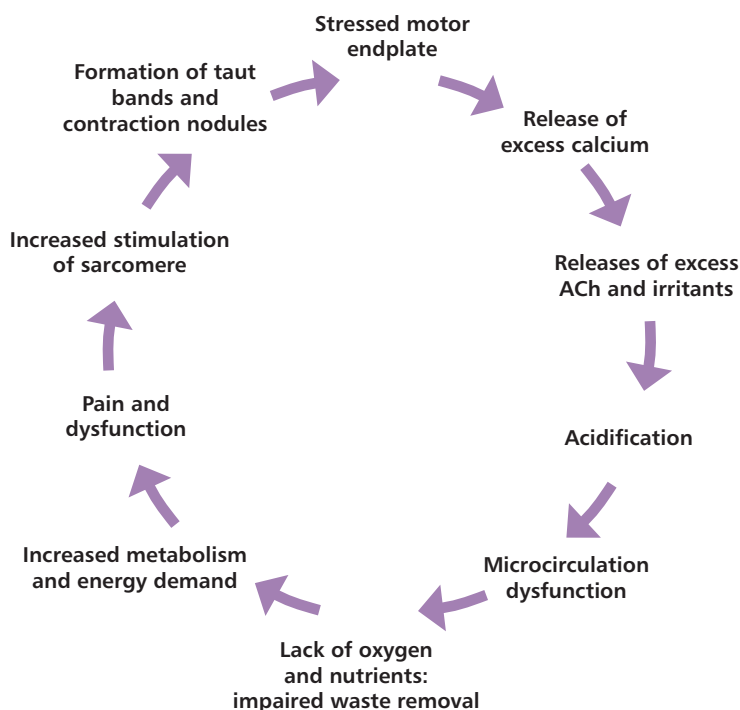 Stressed motor
endplate
Release of
excess calcium
Releases of excess
ACh and irritants
Acidification
Microcirculation
dysfunction
Lack of oxygen
and nutrients:
impaired waste removal
Increased metabolism
and energy demand
Pain and
dysfunction
Increased stimulation
of sarcomere
Formation of taut
bands and
contraction nodules